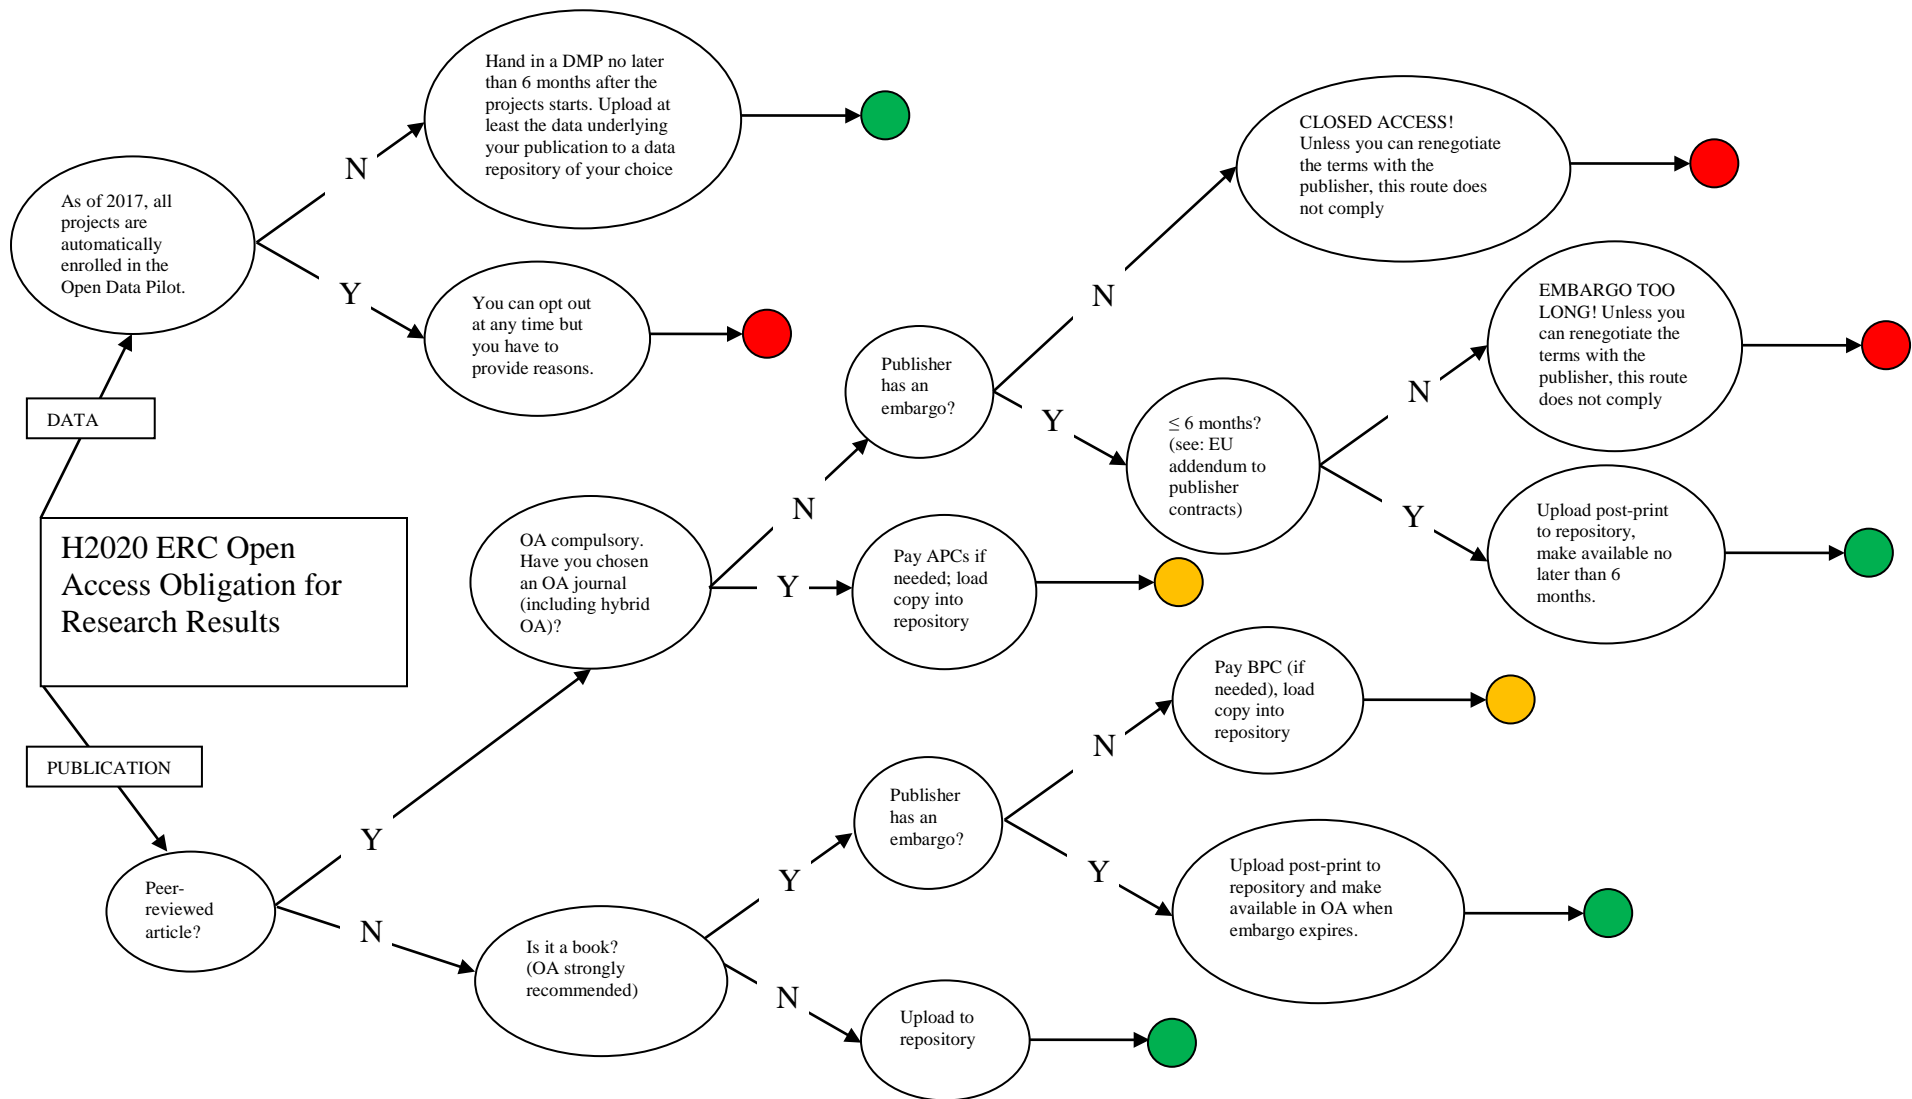 Hand in a DMP no later
than 6 months after the
projects starts. Upload at
least the data underlying
your publication to a data
repository of your choice
N
As of 2017, all
projects are
automatically
enrolled in the
Open Data Pilot.
Y
You can opt out
at any time but
you have to
provide reasons.
DATA
H2020 ERC Open
Access Obligation for
Research Results
PUBLICATION
Peer-
reviewed
article?
Y
N
OA compulsory.
Have you chosen
an OA journal
(including hybrid
OA)?
N
Y
Publisher
has an
embargo?
N
Y
CLOSED ACCESS!
Unless you can renegotiate
the terms with the
publisher, this route does
not comply
≤ 6 months?
(see: EU
addendum to
publisher
contracts)
N
Y
EMBARGO TOO
LONG! Unless you
can renegotiate the
terms with the
publisher, this route
does not comply
Upload post-print
to repository,
make available no
later than 6
months.
Pay APCs if
needed; load
copy into
repository
Is it a book?
(OA strongly
recommended)
Y
N
Publisher
has an
embargo?
N
Y
Pay BPC (if
needed), load
copy into
repository
Upload post-print to
repository and make
available in OA when
embargo expires.
Upload to
repository